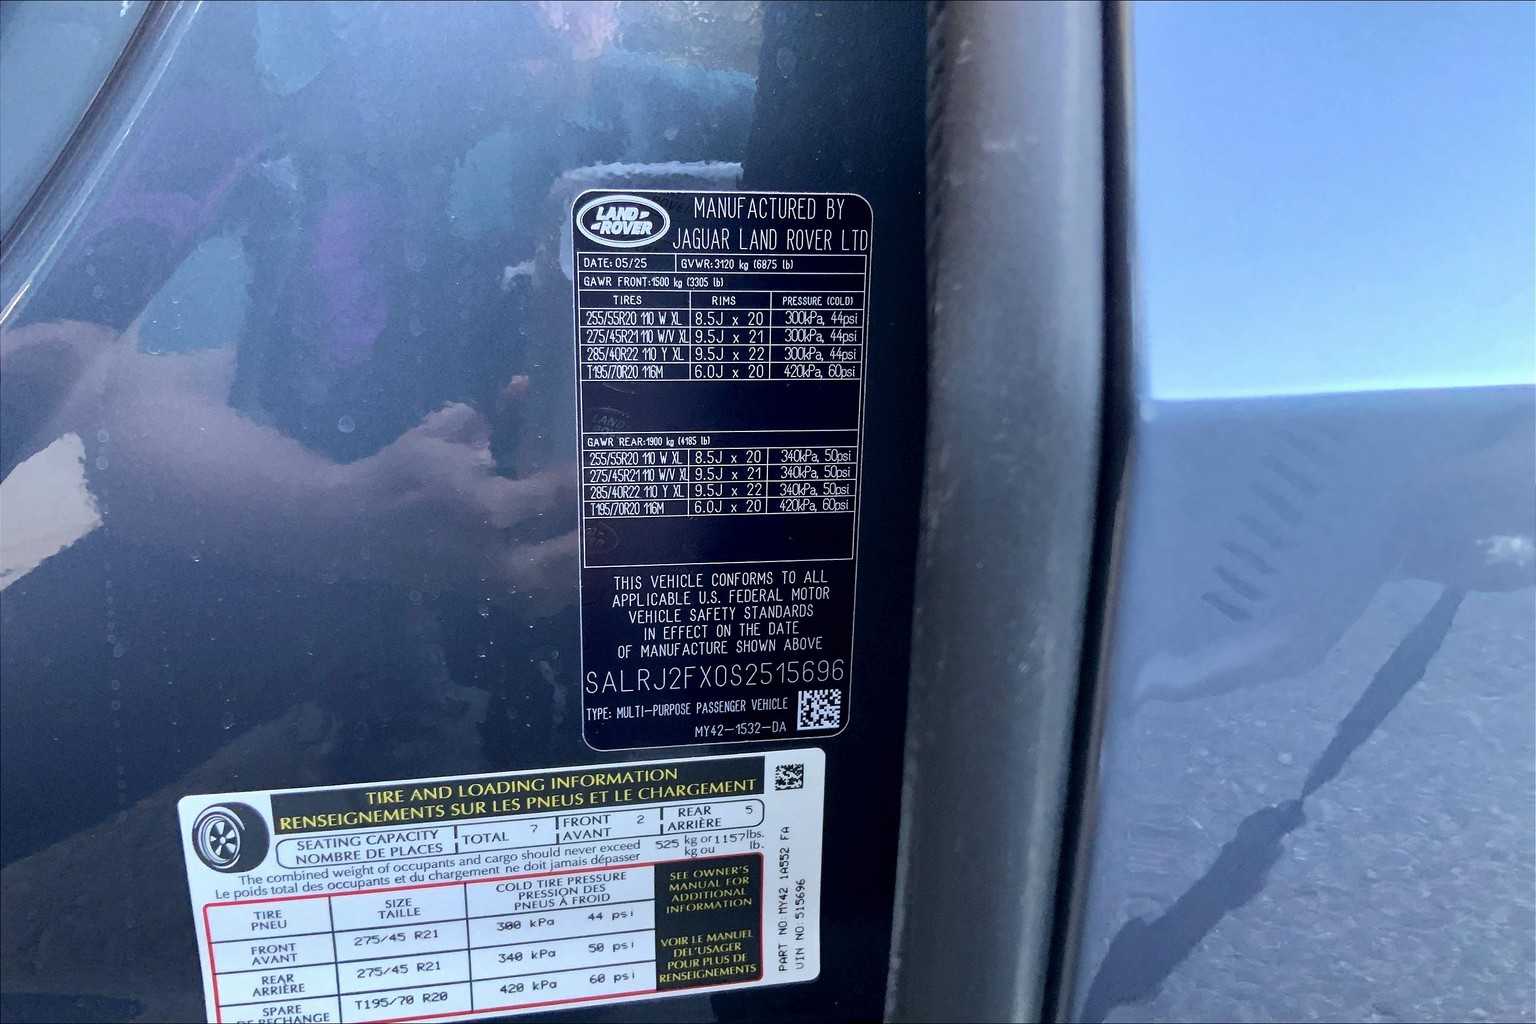 LAND ROVER
MANUFACTURED BY
JAGUAR LAND ROVER LTD
DATE: 05/25 GVWR: 3120 kg (6875 lb)
GAWR FRONT: 1500 kg (3305 lb)
TIRES RIMS PRESSURE (COLD)
255/55R20 110 W XL 8.5J x 20 300kPa, 44psi
275/45R21 110 W/V XL 9.5J x 21 300kPa, 44psi
285/40R22 110 Y XL 9.5J x 22 300kPa, 44psi
T195/70R20 116M 6.0J x 20 420kPa, 60psi
GAWR REAR: 1900 kg (4185 lb)
255/55R20 110 W XL 8.5J x 20 340kPa, 50psi
275/45R21 110 W/V XL 9.5J x 21 340kPa, 50psi
285/40R22 110 Y XL 9.5J x 22 340kPa, 50psi
T195/70R20 116M 6.0J x 20 420kPa, 60psi
THIS VEHICLE CONFORMS TO ALL
APPLICABLE U.S. FEDERAL MOTOR
VEHICLE SAFETY STANDARDS
IN EFFECT ON THE DATE
OF MANUFACTURE SHOWN ABOVE
SALRJ2FX0S2515696
TYPE: MULTI-PURPOSE PASSENGER VEHICLE
MY42-1532-DA
TIRE AND LOADING INFORMATION
RENSEIGNEMENTS SUR LES PNEUS ET LE CHARGEMENT
SEATING CAPACITY TOTAL 7 FRONT 2 REAR 5
NOMBRE DE PLACES AVANT ARRIÈRE
The combined weight of occupants and cargo should never exceed 525 kg or 1157 lbs.
Le poids total des occupants et du chargement ne doit jamais dépasser kg ou lb.
TIRE SIZE COLD TIRE PRESSURE
PNEU TAILLE PRESSION DES
PNEUS À FROID
FRONT 275/45 R21 300 kPa 44 psi
AVANT
REAR 275/45 R21 340 kPa 50 psi
ARRIÈRE
SPARE T195/70 R20 420 kPa 60 psi
DE RECHANGE
SEE OWNER'S
MANUAL FOR
ADDITIONAL
INFORMATION
VOIR LE MANUEL
DEL'USAGER
POUR PLUS DE
RENSEIGNEMENTS
PART NO: MY42 1A552 FA
VIN NO: 515696